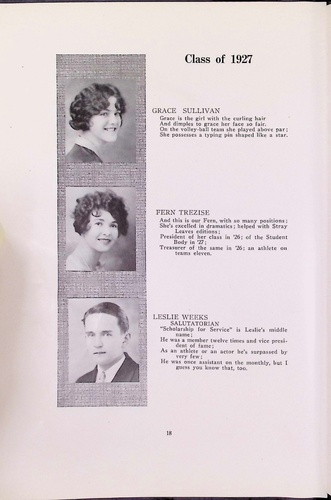 Class of 1927
GRACE SULLIVAN
Grace is the girl with the curling hair
And dimples to grace her face so fair.
On the volley-ball team she played above par;
She possesses a typing pin shaped like a star.
FERN TREZISE
And this is our Fern, with so many positions;
She's excelled in dramatics; helped with Stray
Leaves editions;
President of her class in '26; of the Student
Body in '27;
Treasurer of the same in '26; an athlete on
teams eleven.
LESLIE WEEKS
SALUTATORIAN
"Scholarship for Service" is Leslie's middle
name;
He was a member twelve times and vice presi-
dent of fame;
As an athlete or an actor he's surpassed by
very few;
He was once assistant on the monthly, but I
guess you knew that, too.
18